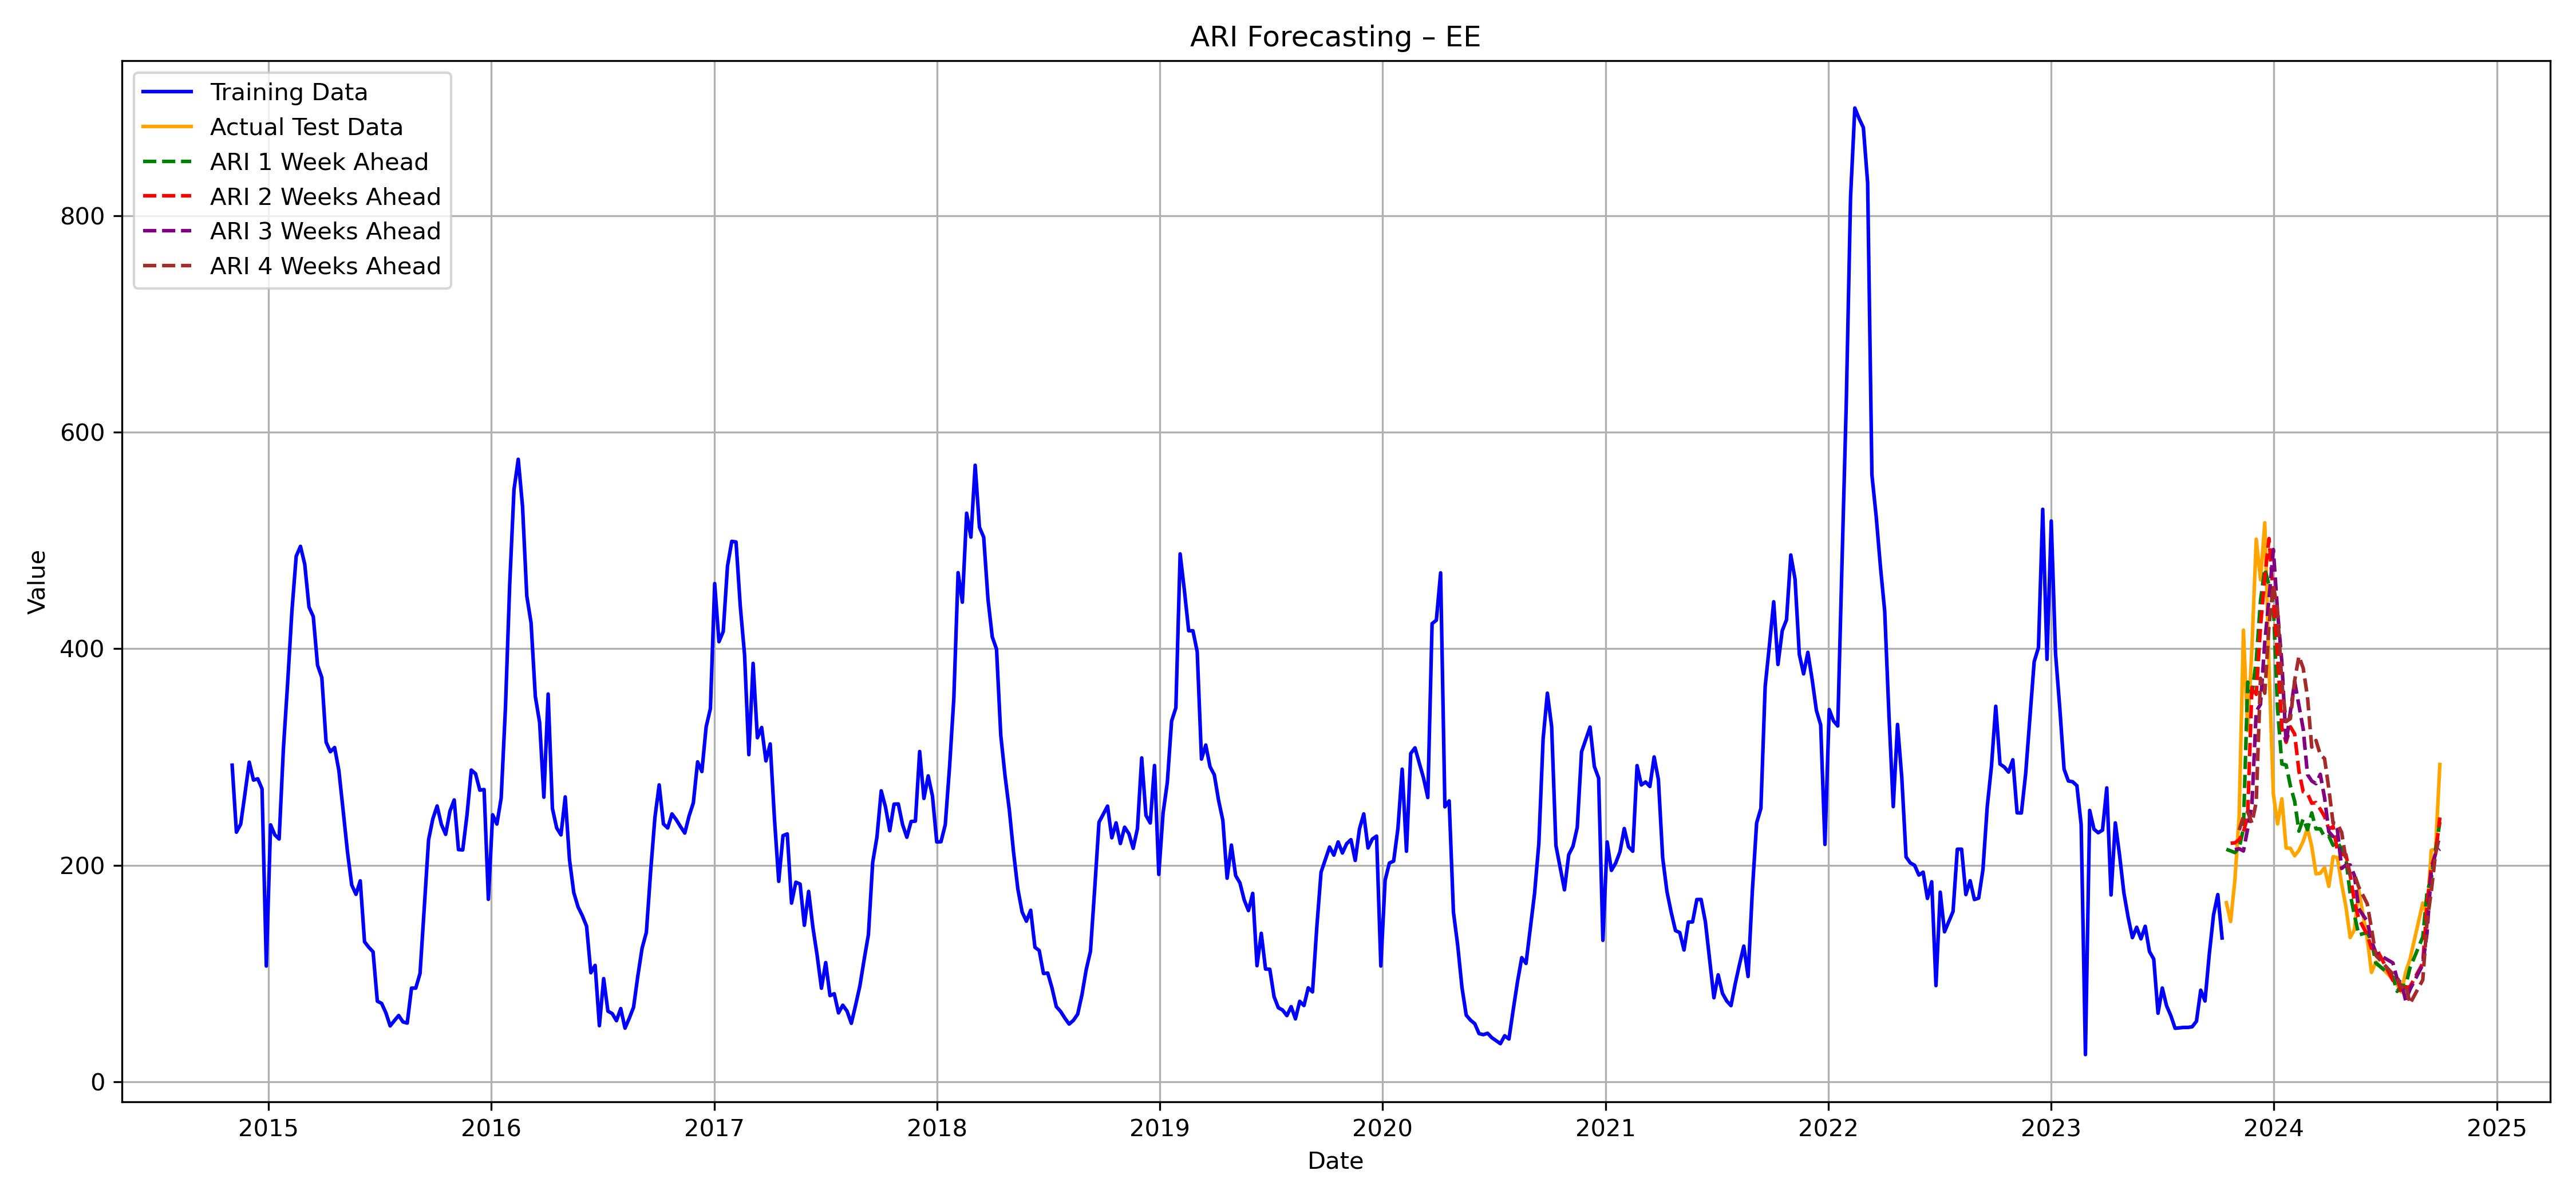 ARI Forecasting – EE
Training Data
Actual Test Data
ARI 1 Week Ahead
ARI 2 Weeks Ahead
ARI 3 Weeks Ahead
ARI 4 Weeks Ahead
Value
800
600
400
200
0
2015 2016 2017 2018 2019 2020 2021 2022 2023 2024 2025
Date